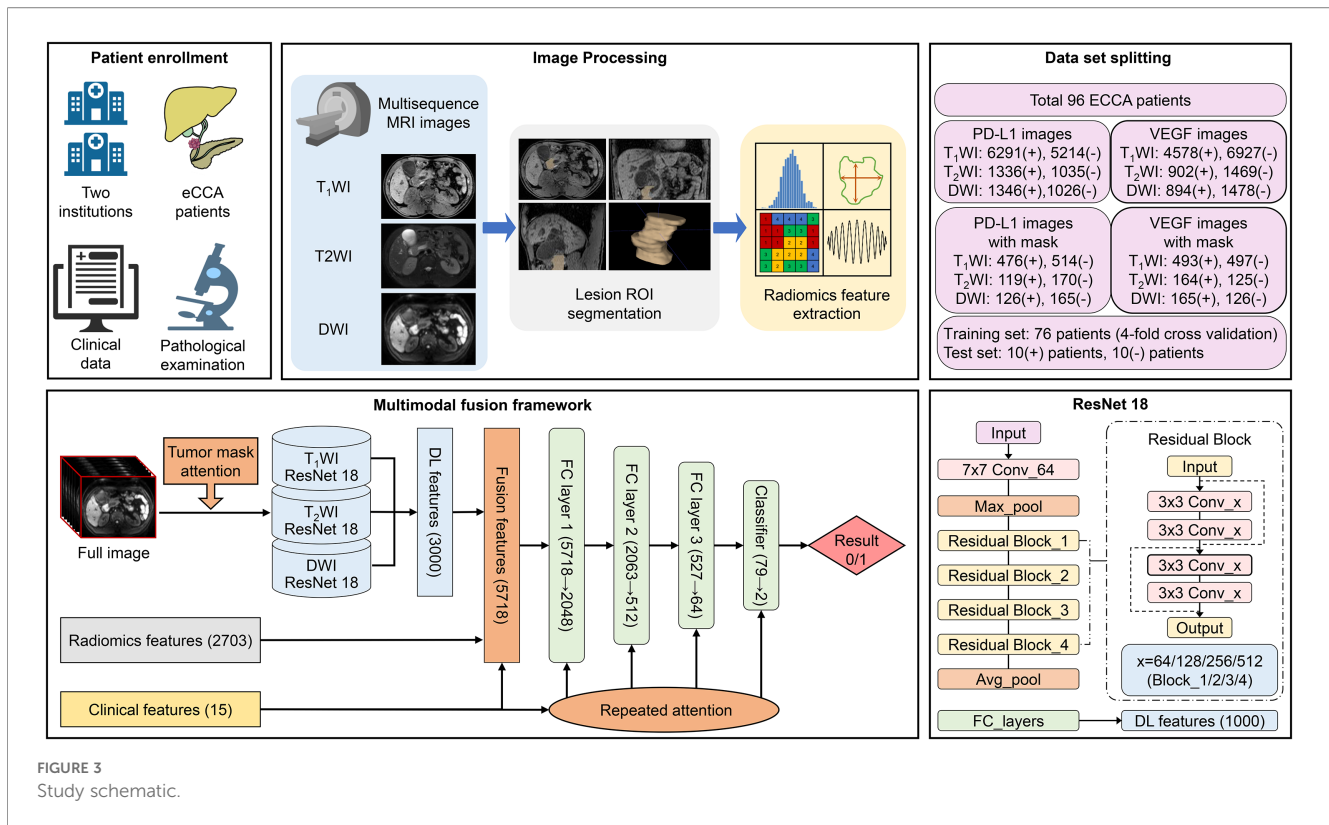 Patient enrollment
Two
institutions
eCCA
patients
Clinical
data
Pathological
examination
Image Processing
Multisequence
MRI images
T₁WI
T2WI
DWI
Lesion ROI
segmentation
Radiomics feature
extraction
Data set splitting
Total 96 ECCA patients
PD-L1 images
T₁WI: 6291(+), 5214(-)
T₂WI: 1336(+), 1035(-)
DWI: 1346(+),1026(-)
VEGF images
T₁WI: 4578(+), 6927(-)
T₂WI: 902(+), 1469(-)
DWI: 894(+), 1478(-)
PD-L1 images
with mask
T₁WI: 476(+), 514(-)
T₂WI: 119(+), 170(-)
DWI: 126(+), 165(-)
VEGF images
with mask
T₁WI: 493(+), 497(-)
T₂WI: 164(+), 125(-)
DWI: 165(+), 126(-)
Training set: 76 patients (4-fold cross validation)
Test set: 10(+) patients, 10(-) patients
Multimodal fusion framework
Full image
Tumor mask
attention
T₁WI
ResNet 18
T₂WI
ResNet 18
DWI
ResNet 18
DL features (3000)
Fusion features (5718)
FC layer 1 (5718→2048)
FC layer 2 (2063→512)
FC layer 3 (527→64)
Classifier (79→2)
Result
0/1
Radiomics features (2703)
Clinical features (15)
Repeated attention
ResNet 18
Input
7x7 Conv_64
Max_pool
Residual Block_1
Residual Block_2
Residual Block_3
Residual Block_4
Avg_pool
FC_layers
DL features (1000)
Residual Block
Input
3x3 Conv_x
3x3 Conv_x
3x3 Conv_x
3x3 Conv_x
Output
x=64/128/256/512
(Block_1/2/3/4)
FIGURE 3
Study schematic.